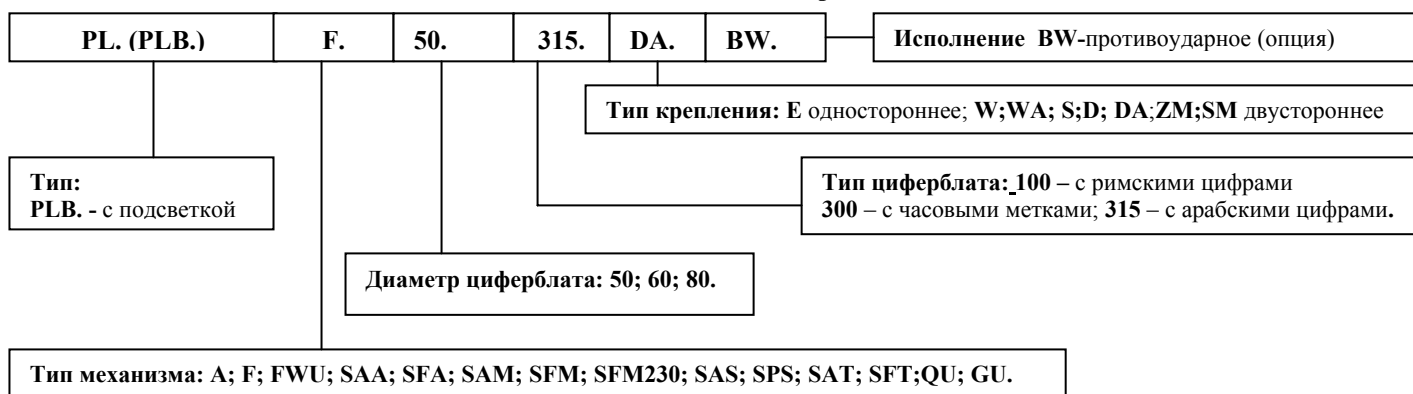 PL. (PLB.) F. 50. 315. DA. BW.
Исполнение BW-противоударное (опция)
Тип крепления: E одностороннее; W;WA; S;D; DA;ZM;SM двустороннее
Тип:
PLB. - с подсветкой
Тип циферблата: 100 – с римскими цифрами
300 – с часовыми метками; 315 – с арабскими цифрами.
Диаметр циферблата: 50; 60; 80.
Тип механизма: A; F; FWU; SAA; SFA; SAM; SFM; SFM230; SAS; SPS; SAT; SFT;QU; GU.